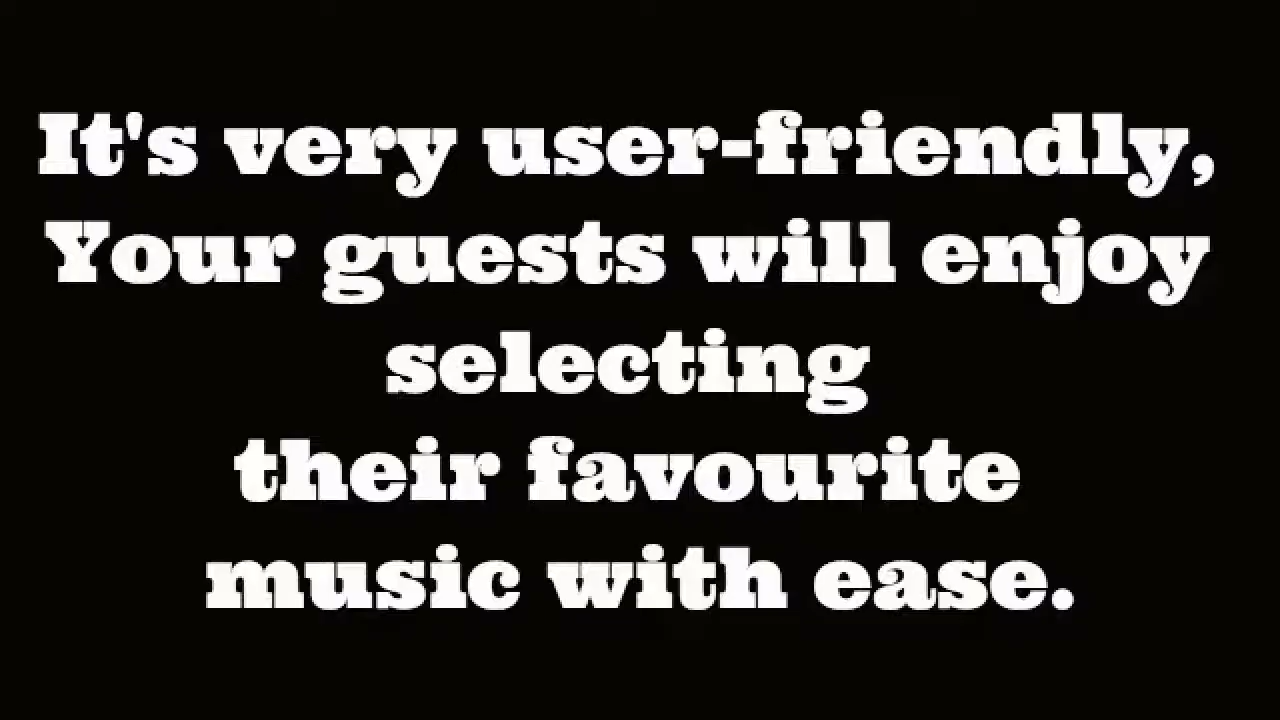 It's very user-friendly,
Your guests will enjoy
selecting
their favourite
music with ease.